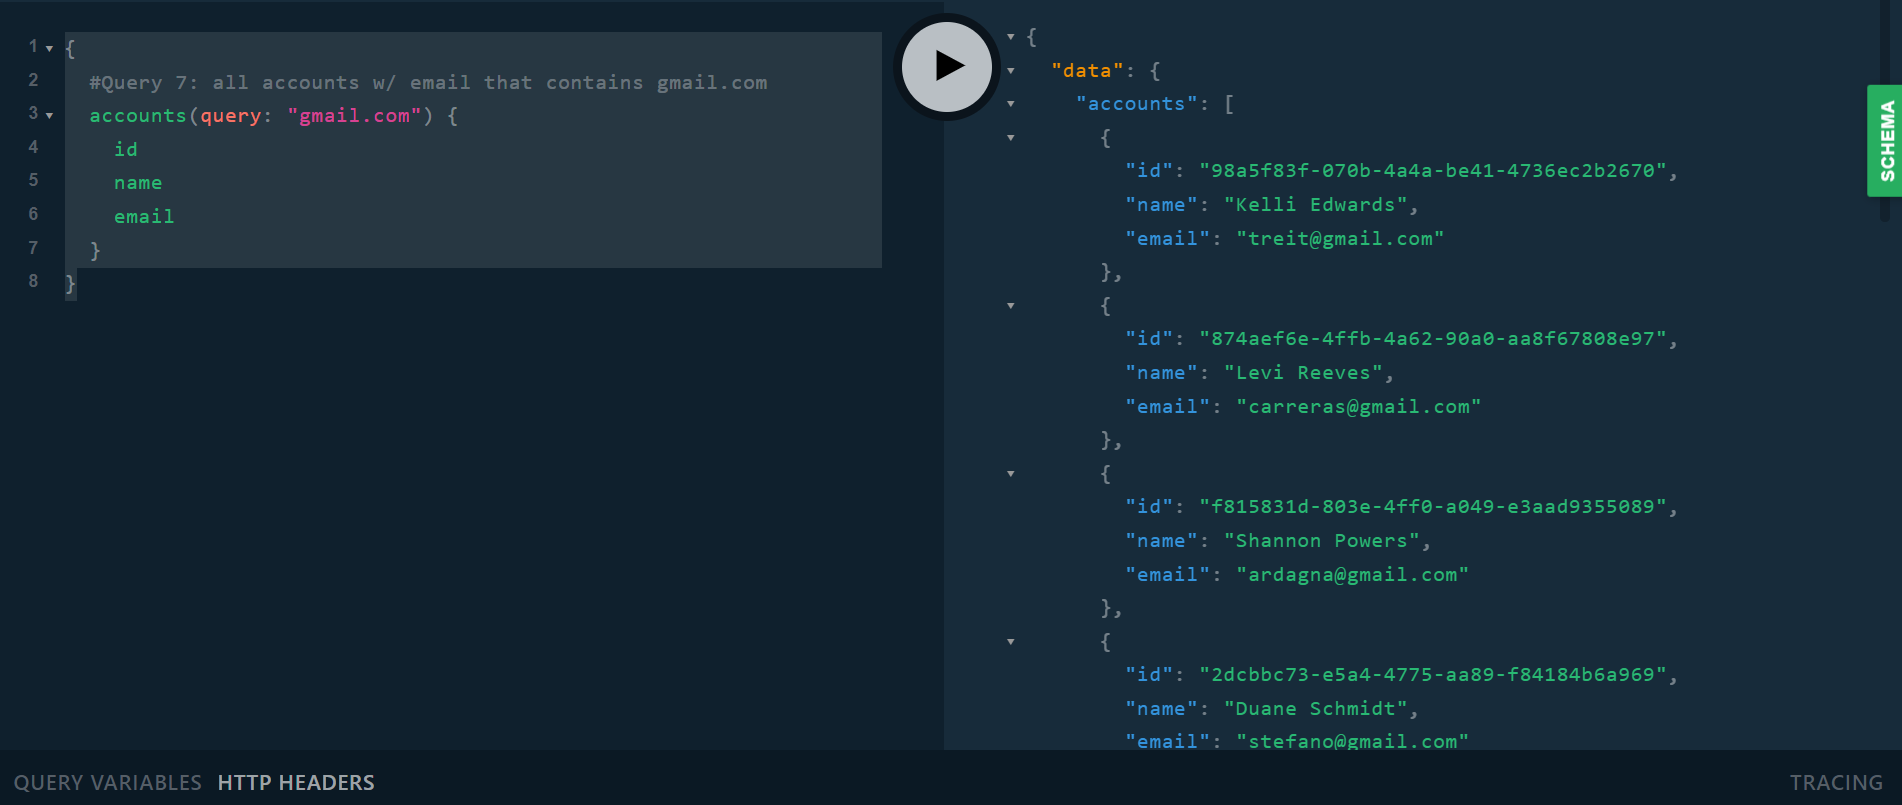 1 {
2 #Query 7: all accounts w/ email that contains gmail.com
3 accounts(query: "gmail.com") {
4 id
5 name
6 email
7 }
8 }
{
"data": {
"accounts": [
{
"id": "98a5f83f-070b-4a4a-be41-4736ec2b2670",
"name": "Kelli Edwards",
"email": "treit@gmail.com"
},
{
"id": "874aef6e-4ffb-4a62-90a0-aa8f67808e97",
"name": "Levi Reeves",
"email": "carreras@gmail.com"
},
{
"id": "f815831d-803e-4ff0-a049-e3aad9355089",
"name": "Shannon Powers",
"email": "ardagna@gmail.com"
},
{
"id": "2dcbbc73-e5a4-4775-aa89-f84184b6a969",
"name": "Duane Schmidt",
"email": "stefano@gmail.com"
SCHEMA
QUERY VARIABLES HTTP HEADERS
TRACING